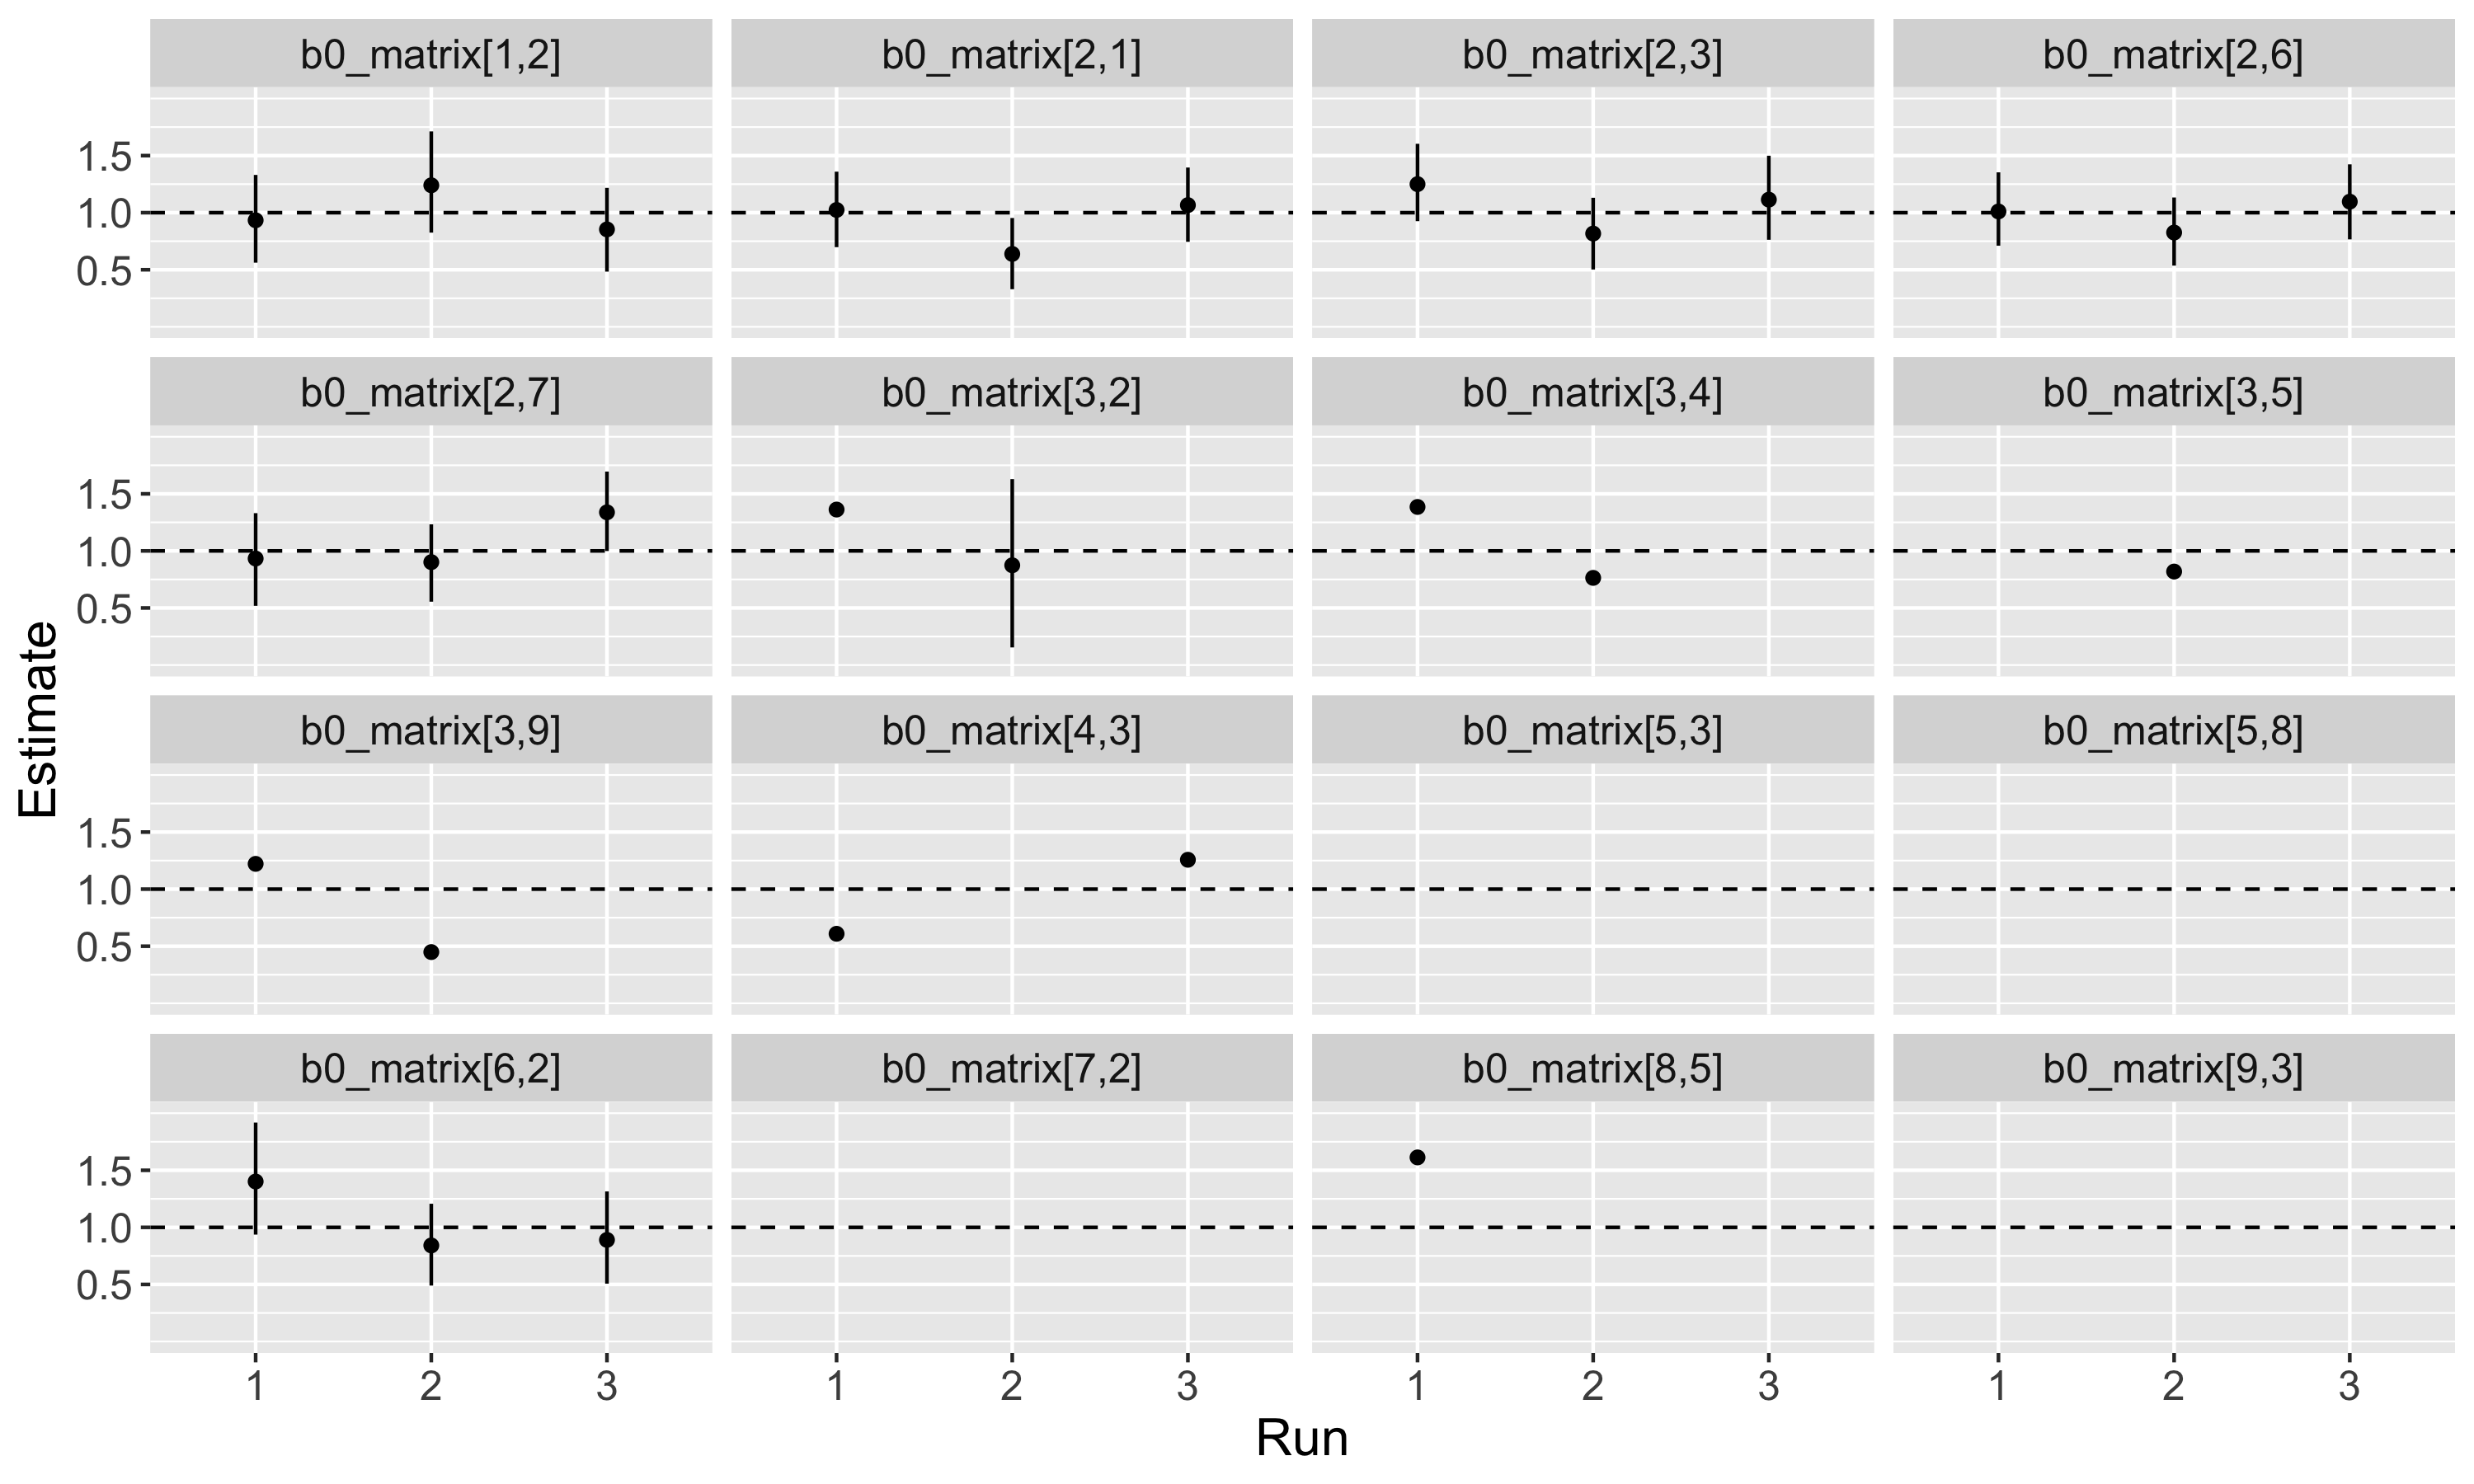 b0_matrix[1,2] b0_matrix[2,1] b0_matrix[2,3] b0_matrix[2,6]
1.5
1.0
0.5
b0_matrix[2,7] b0_matrix[3,2] b0_matrix[3,4] b0_matrix[3,5]
1.5
1.0
0.5
Estimate
b0_matrix[3,9] b0_matrix[4,3] b0_matrix[5,3] b0_matrix[5,8]
1.5
1.0
0.5
b0_matrix[6,2] b0_matrix[7,2] b0_matrix[8,5] b0_matrix[9,3]
1.5
1.0
0.5
1 2 3 1 2 3 1 2 3 1 2 3
Run